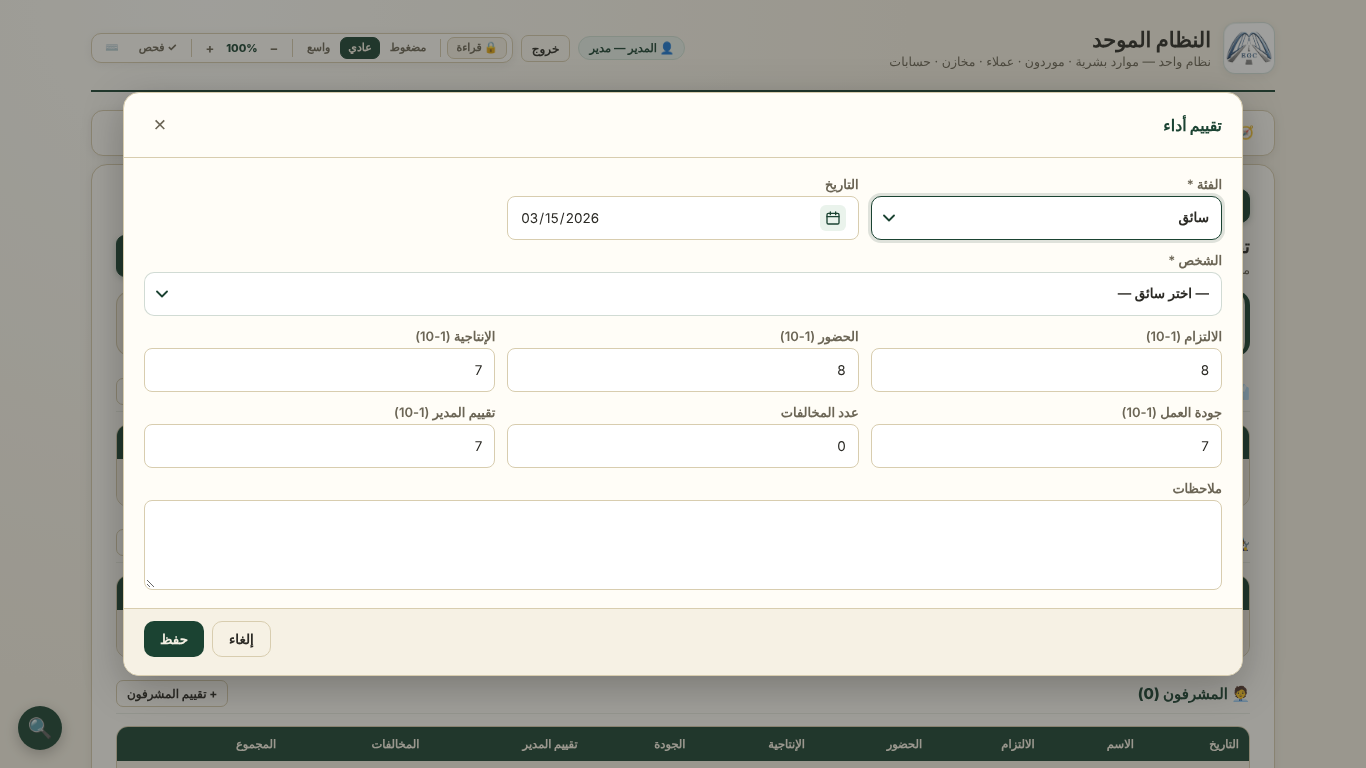 النظام الموحد
نظام واحد — موارد بشرية · موردون · عملاء · مخازن · حسابات
EOC
👤 المدير — مدير
خروج
🔒 قراءة
مضغوط
عادي
واسع
− 100% +
✓ فحص
تقييم أداء
×
الفئة *
سائق
التاريخ
03/15/2026
الشخص *
— اختر سائق —
الالتزام (1-10)
الحضور (1-10)
الإنتاجية (1-10)
8
8
7
جودة العمل (1-10)
عدد المخالفات
تقييم المدير (1-10)
7
0
7
ملاحظات
إلغاء
حفظ
🧑‍💼 المشرفون (0)
+ تقييم المشرفون
التاريخ
الاسم
الالتزام
الحضور
الإنتاجية
الجودة
تقييم المدير
المخالفات
المجموع